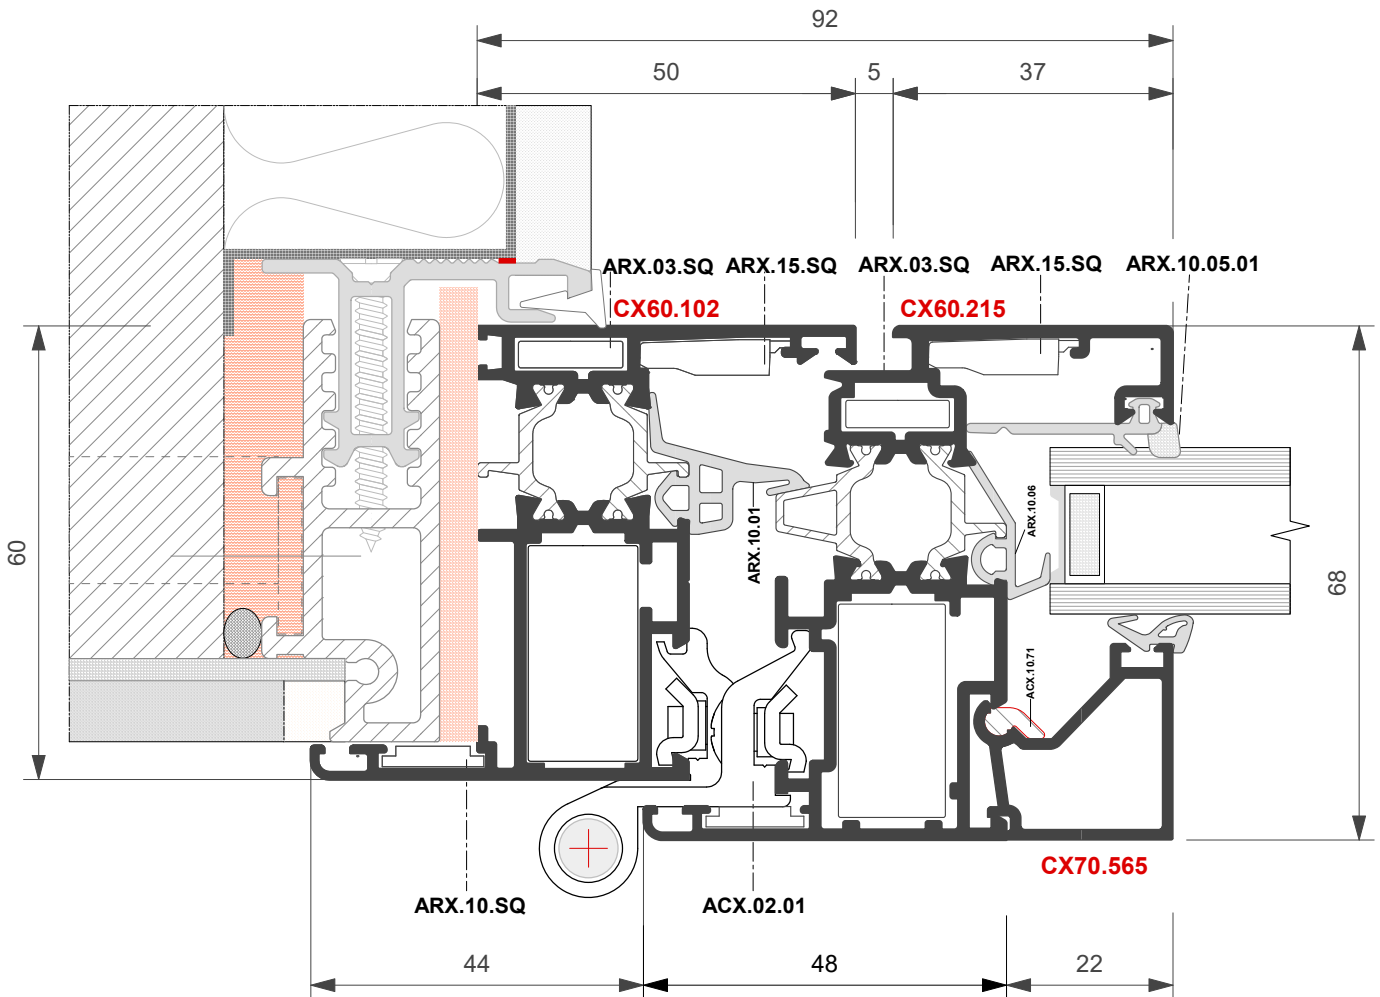 92
50
5
37
ARX.03.SQ
ARX.15.SQ
ARX.03.SQ
ARX.15.SQ
ARX.10.05.01
CX60.102
CX60.215
ARX.10.06
ARX.10.01
60
68
ACX.10.71
CX70.565
ARX.10.SQ
ACX.02.01
44
48
22